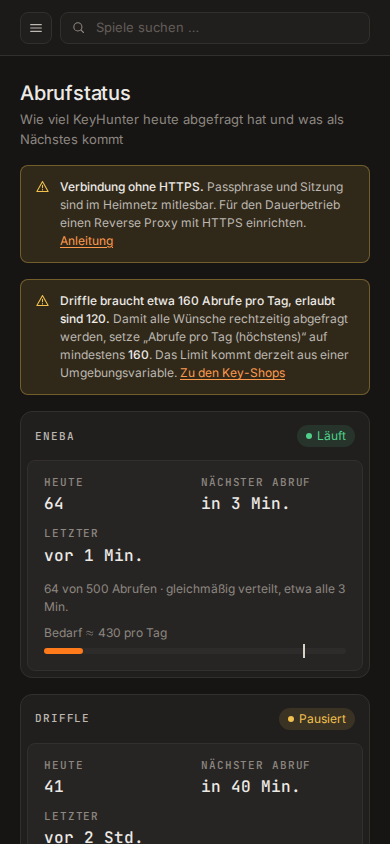 Spiele suchen ...
Abrufstatus
Wie viel KeyHunter heute abgefragt hat und was als
Nächstes kommt
Verbindung ohne HTTPS. Passphrase und Sitzung
sind im Heimnetz mitlesbar. Für den Dauerbetrieb
einen Reverse Proxy mit HTTPS einrichten.
Anleitung
Driffle braucht etwa 160 Abrufe pro Tag, erlaubt
sind 120. Damit alle Wünsche rechtzeitig abgefragt
werden, setze „Abrufe pro Tag (höchstens)“ auf
mindestens 160. Das Limit kommt derzeit aus einer
Umgebungsvariable. Zu den Key-Shops
ENEBA
Läuft
HEUTE
NÄCHSTER ABRUF
64
in 3 Min.
LETZTER
vor 1 Min.
64 von 500 Abrufen · gleichmäßig verteilt, etwa alle 3
Min.
Bedarf ≈ 430 pro Tag
DRIFFLE
Pausiert
HEUTE
NÄCHSTER ABRUF
41
in 40 Min.
LETZTER
vor 2 Std.